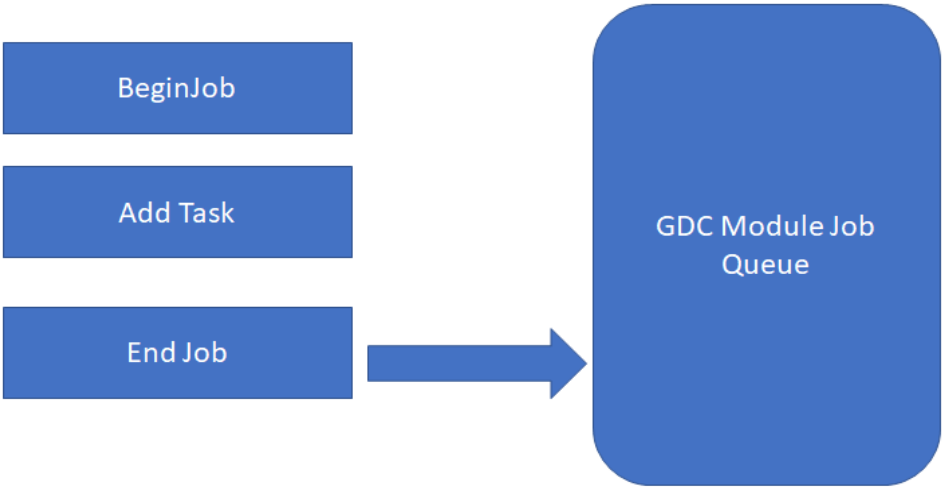 BeginJob
Add Task
End Job
GDC Module Job
Queue